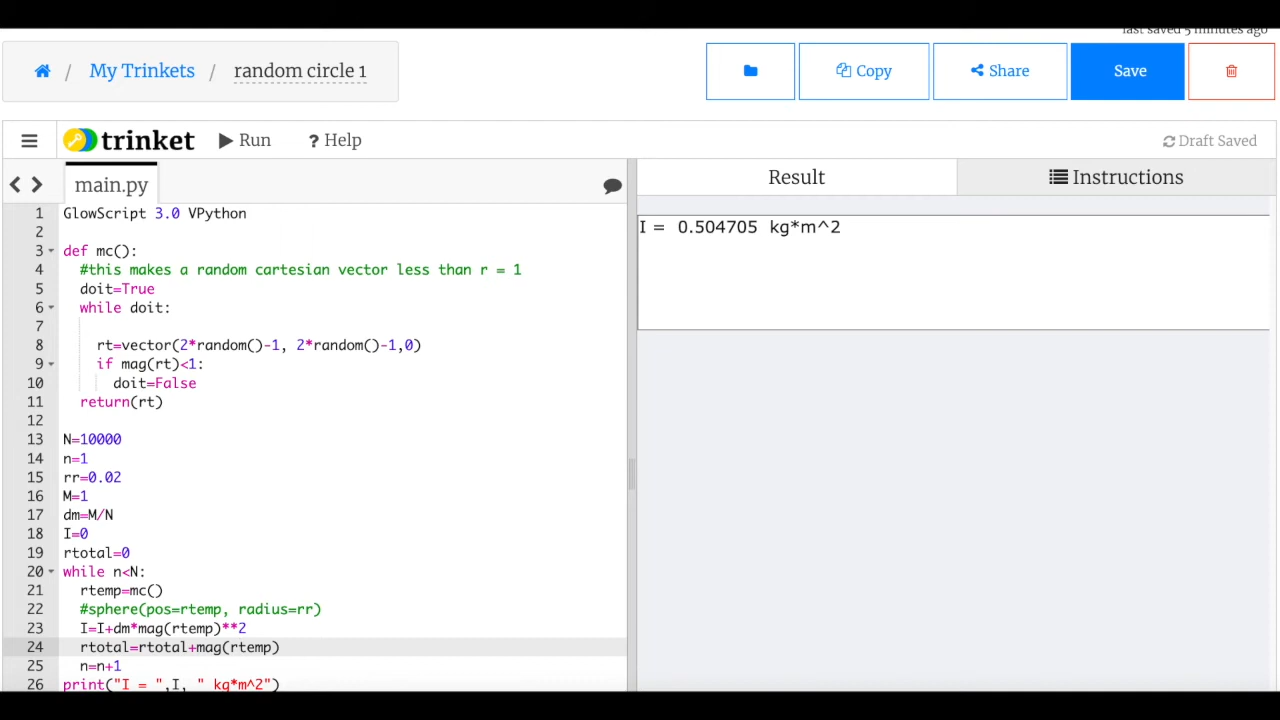 last saved 5 minutes ago
/ My Trinkets / random circle 1
Copy
Share
Save
trinket
Run
? Help
Draft Saved
main.py
Result
Instructions
1 GlowScript 3.0 VPython
2
3 def mc():
4 #this makes a random cartesian vector less than r = 1
5 doit=True
6 while doit:
7
8 rt=vector(2*random()-1, 2*random()-1,0)
9 if mag(rt)<1:
10 doit=False
11 return(rt)
12
13 N=10000
14 n=1
15 rr=0.02
16 M=1
17 dm=M/N
18 I=0
19 rtotal=0
20 while n<N:
21 rtemp=mc()
22 #sphere(pos=rtemp, radius=rr)
23 I=I+dm*mag(rtemp)**2
24 rtotal=rtotal+mag(rtemp)
25 n=n+1
26 print("I = ",I, " kg*m^2")
I = 0.504705 kg*m^2